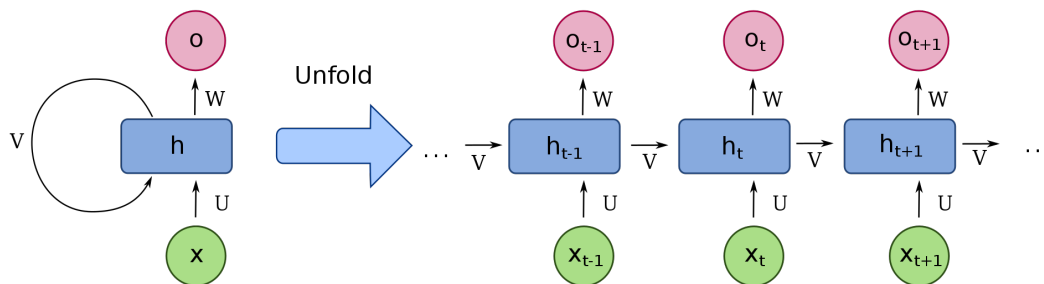 o o_{t-1} o_t o_{t+1}
Unfold
W W W W
V h ... V h_{t-1} V h_t V h_{t+1} V ..
U U U U
x x_{t-1} x_t x_{t+1}